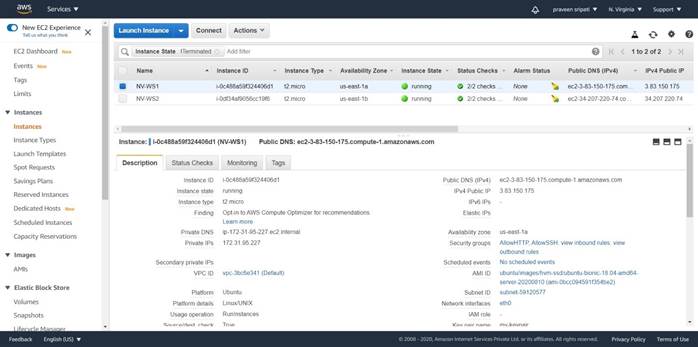 aws Services praveen sripati N. Virginia Support
New EC2 Experience
Tell us what you think
Launch Instance Connect Actions
EC2 Dashboard New
Events New
Tags
Limits
Instance State : !Terminated Add filter 1 to 2 of 2
Name Instance ID Instance Type Availability Zone Instance State Status Checks Alarm Status Public DNS (IPv4) IPv4 Public IP
NV-WS1 i-0c488a59f324406d1 t2.micro us-east-1a running 2/2 checks ... None ec2-3-83-150-175.com... 3.83.150.175
NV-WS2 t2.micro us-east-1b running 2/2 checks ... None ec2-34-207-220-74.co... 34.207.220.74
Instances
Instances
Instance Types
Launch Templates
Spot Requests
Savings Plans
Reserved Instances
Dedicated Hosts New
Scheduled Instances
Capacity Reservations
Images
AMIs
Elastic Block Store
Volumes
Snapshots
Lifecycle Manager
Instance: i-0c488a59f324406d1 (NV-WS1) Public DNS: ec2-3-83-150-175.compute-1.amazonaws.com
Description Status Checks Monitoring Tags
Instance ID i-0c488a59f324406d1 Public DNS (IPv4) ec2-3-83-150-175.compute-1.amazonaws.com
Instance state running IPv4 Public IP 3.83.150.175
Instance type t2.micro IPv6 IPs -
Finding Opt-in to AWS Compute Optimizer for recommendations. Elastic IPs
Learn more
Private DNS ip-172-31-95-227.ec2.internal Availability zone us-east-1a
Private IPs 172.31.95.227 Security groups AllowHTTP, AllowSSH. view inbound rules. view
outbound rules
Secondary private IPs Scheduled events No scheduled events
VPC ID vpc-3bc5e341 (Default) AMI ID ubuntu/images/hvm-ssd/ubuntu-bionic-18.04-amd64-
server-20200810 (ami-0bcc094591f354be2)
Platform Ubuntu Subnet ID subnet-59120577
Platform details Linux/UNIX Network interfaces eth0
Usage operation RunInstances IAM role -
Source/dest. check True Key pair name
Feedback English (US) © 2008 - 2020, Amazon Internet Services Private Ltd. or its affiliates. All rights reserved. Privacy Policy Terms of Use